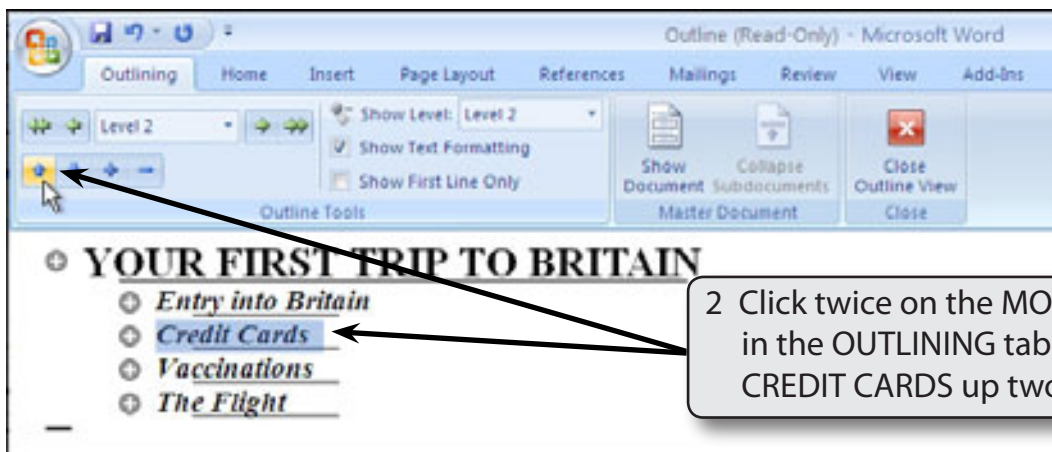 Outline (Read-Only) - Microsoft Word
Outlining Home Insert Page Layout References Mailings Review View Add-Ins
Level 2 Show Level: Level 2
Show Text Formatting
Show First Line Only
Show Document Collapse Subdocuments Close Outline View
Outline Tools Master Document Close
YOUR FIRST TRIP TO BRITAIN
Entry into Britain
Credit Cards
Vaccinations
The Flight
2 Click twice on the MO
in the OUTLINING tab
CREDIT CARDS up two